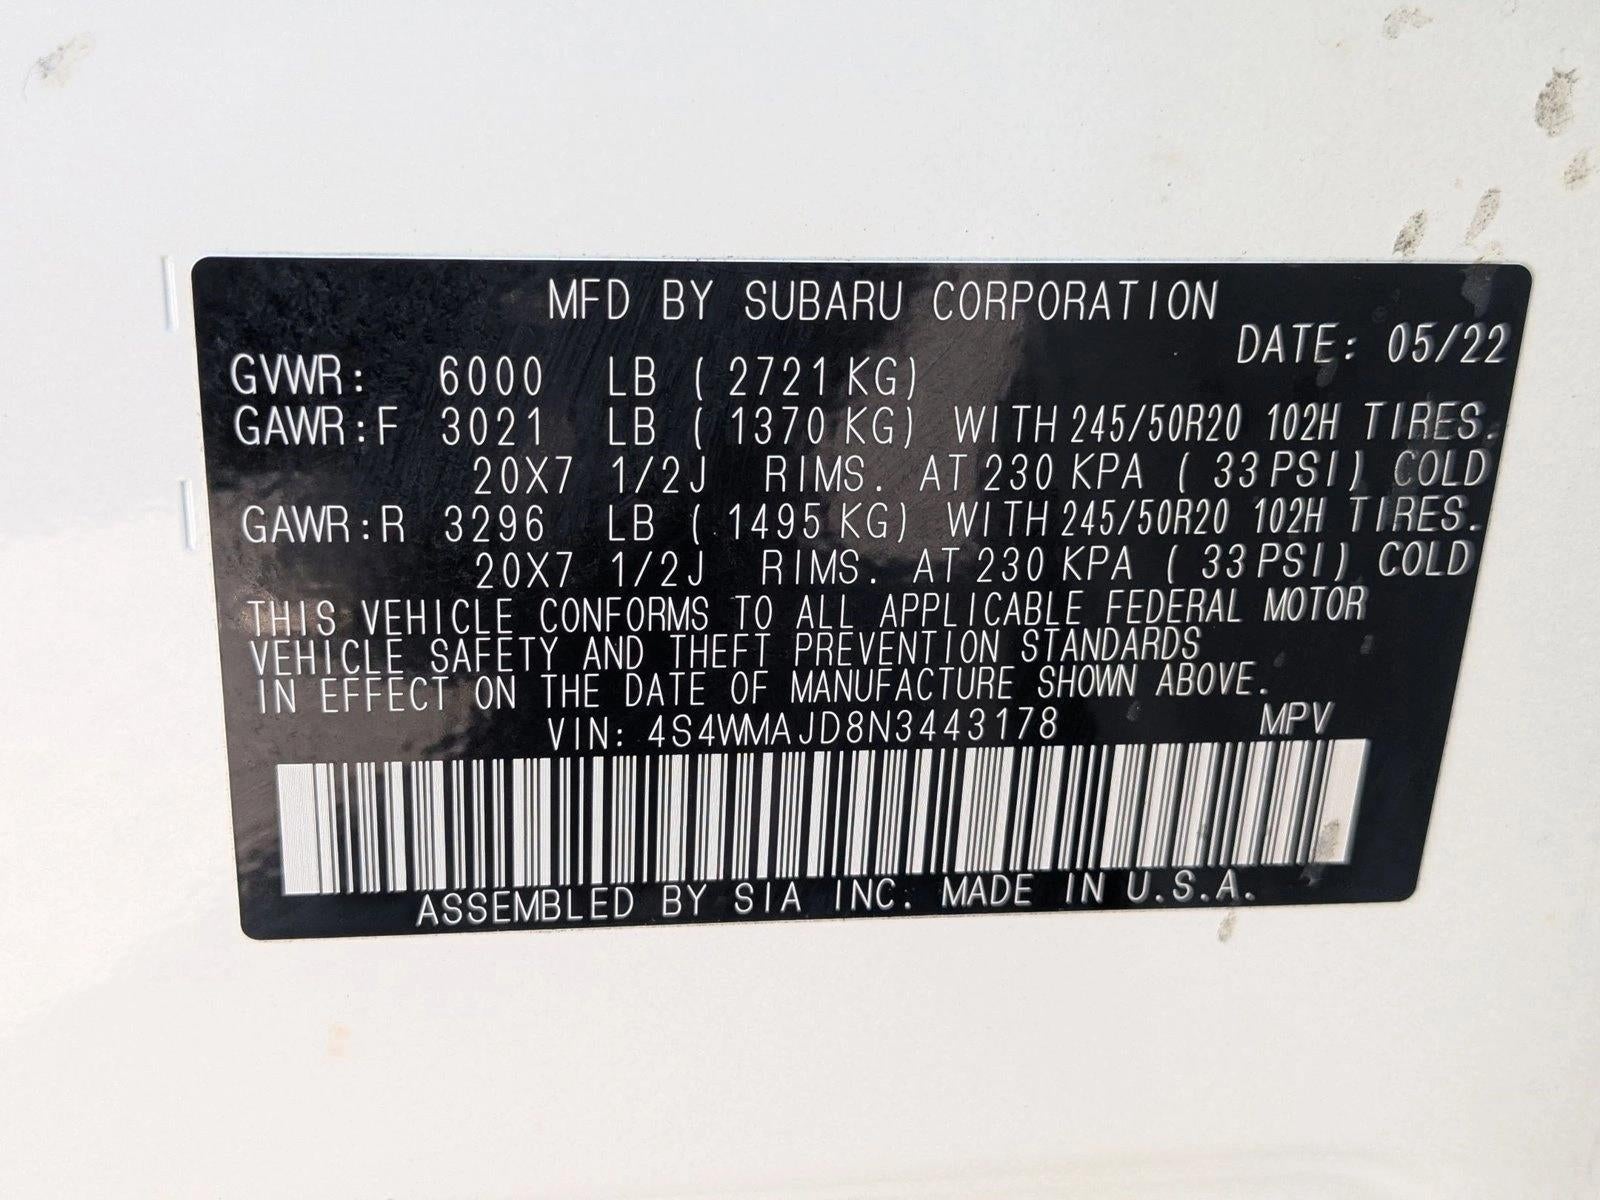 MFD BY SUBARU CORPORATION
DATE: 05/22
GVWR: 6000 LB ( 2721 KG)
GAWR:F 3021 LB ( 1370 KG) WITH 245/50R20 102H TIRES.
20X7 1/2J RIMS. AT 230 KPA ( 33 PSI) COLD
GAWR:R 3296 LB ( 1495 KG) WITH 245/50R20 102H TIRES.
20X7 1/2J RIMS. AT 230 KPA ( 33 PSI) COLD
THIS VEHICLE CONFORMS TO ALL APPLICABLE FEDERAL MOTOR
VEHICLE SAFETY AND THEFT PREVENTION STANDARDS
IN EFFECT ON THE DATE OF MANUFACTURE SHOWN ABOVE.
VIN: 4S4WMAJD8N3443178 MPV
ASSEMBLED BY SIA INC. MADE IN U.S.A.